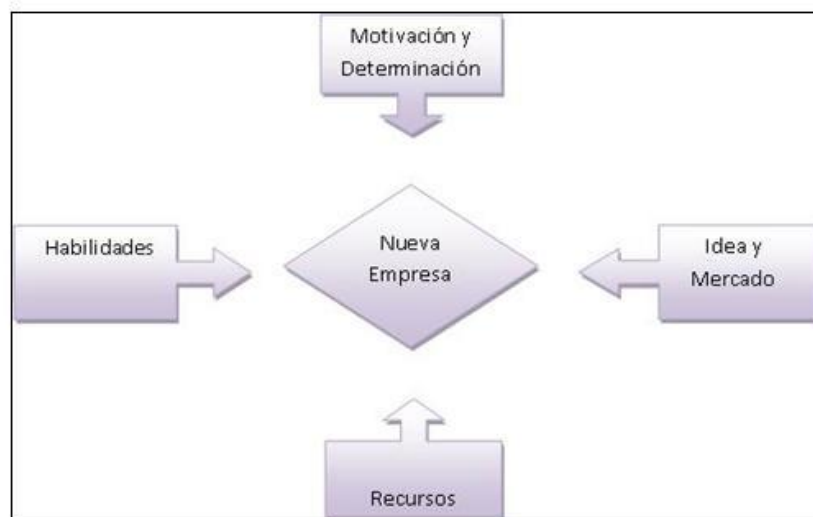 Motivación y
Determinación
Habilidades
Nueva
Empresa
Idea y
Mercado
Recursos